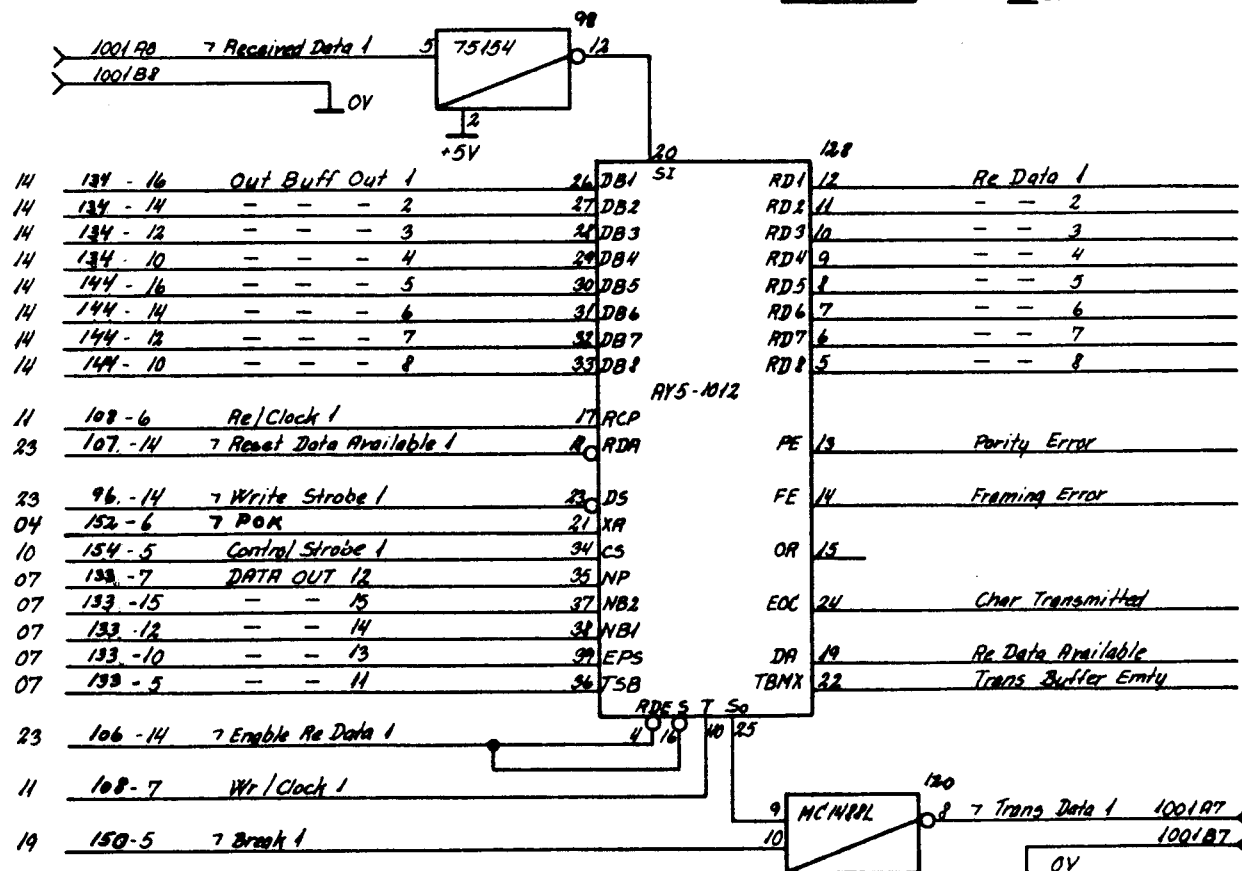 98
1001A8 ¬ Received Data 1 5 75154 12
1001B8
0V
2
+5V
128
20
SI
14 134-16 Out Buff Out 1 26 DB1 RD1 12 Re Data 1
14 134-14 — — — 2 27 DB2 RD2 11 — — 2
14 134-12 — — — 3 28 DB3 RD3 10 — — 3
14 134-10 — — — 4 29 DB4 RD4 9 — — 4
14 144-16 — — — 5 30 DB5 RD5 8 — — 5
14 144-14 — — — 6 31 DB6 RD6 7 — — 6
14 144-12 — — — 7 32 DB7 RD7 6 — — 7
14 144-10 — — — 8 33 DB8 RD8 5 — — 8
AY5-1012
11 108-6 Re/Clock 1 17 RCP
23 107.-14 ¬ Reset Data Available 1 RDA PE 13 Parity Error
23 96.-14 ¬ Write Strobe 1 23 DS FE 14 Framing Error
04 152-6 ¬ POK 21 XR
10 154-5 Control Strobe 1 34 CS OR 15
07 133.-7 DATA OUT 12 35 NP
07 133.-15 — — 15 37 NB2 EOC 24 Char Transmitted
07 133.-12 — — 14 38 NB1
07 133.-10 — — 13 39 EPS DA 19 Re Data Available
07 133-5 — — 11 36 TSB TBMX 22 Trans Buffer Emty
RDE S T So
23 106-14 ¬ Enable Re Data 1 4 16 40 25
11 108-7 Wr/Clock 1
120
9 MC1488L 8 ¬ Trans Data 1 1001A7
19 150-5 ¬ Break 1 10 1001B7
0V